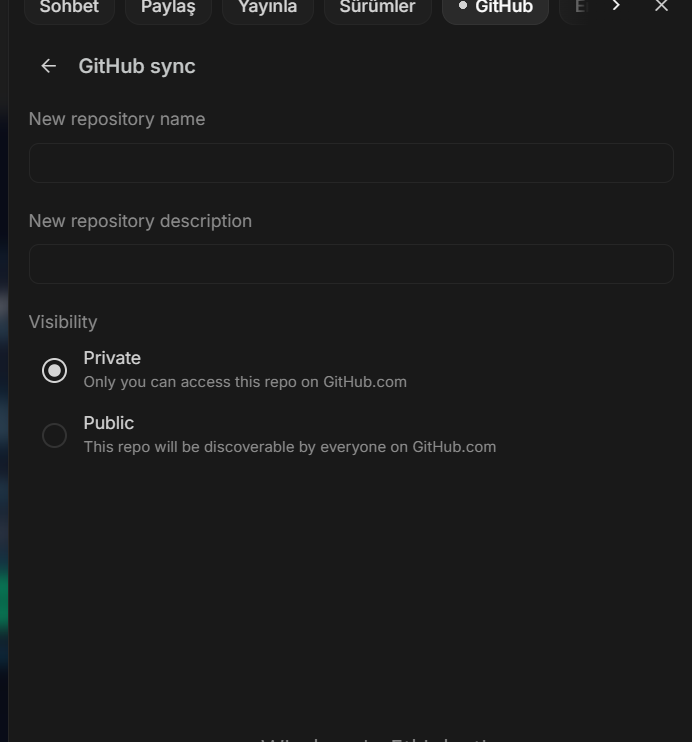 Sohbet Paylaş Yayınla Sürümler GitHub
GitHub sync
New repository name
New repository description
Visibility
Private
Only you can access this repo on GitHub.com
Public
This repo will be discoverable by everyone on GitHub.com